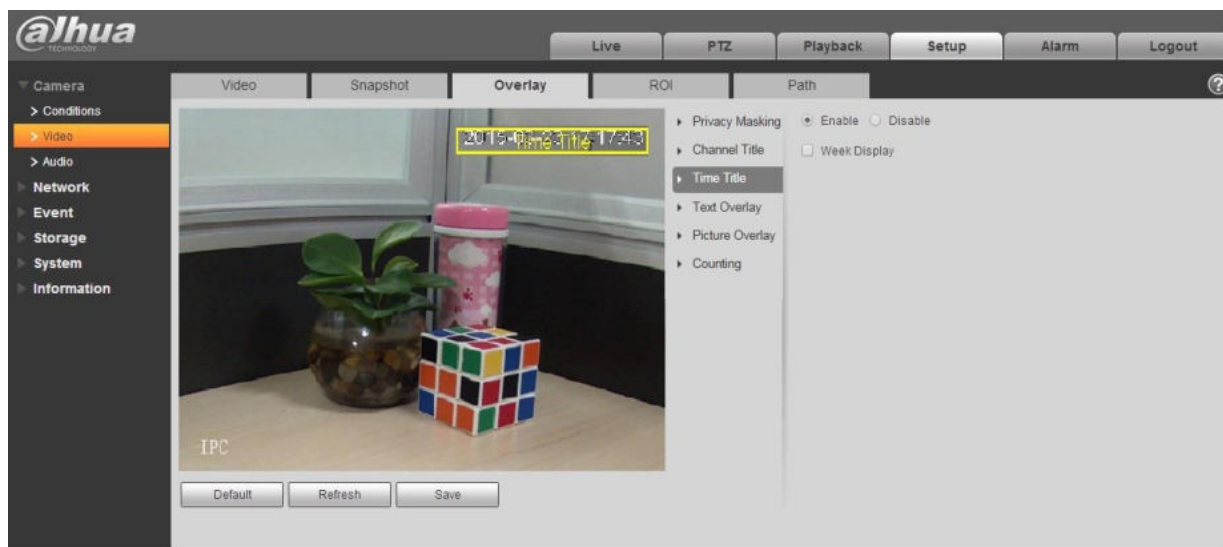 alhua
TECHNOLOGY
Live PTZ Playback Setup Alarm Logout
Camera
> Conditions
> Video
> Audio
Network
Event
Storage
System
Information
Video Snapshot Overlay ROI Path
?
Time Title
IPC
Privacy Masking
Channel Title
Time Title
Text Overlay
Picture Overlay
Counting
Enable Disable
Week Display
Default Refresh Save